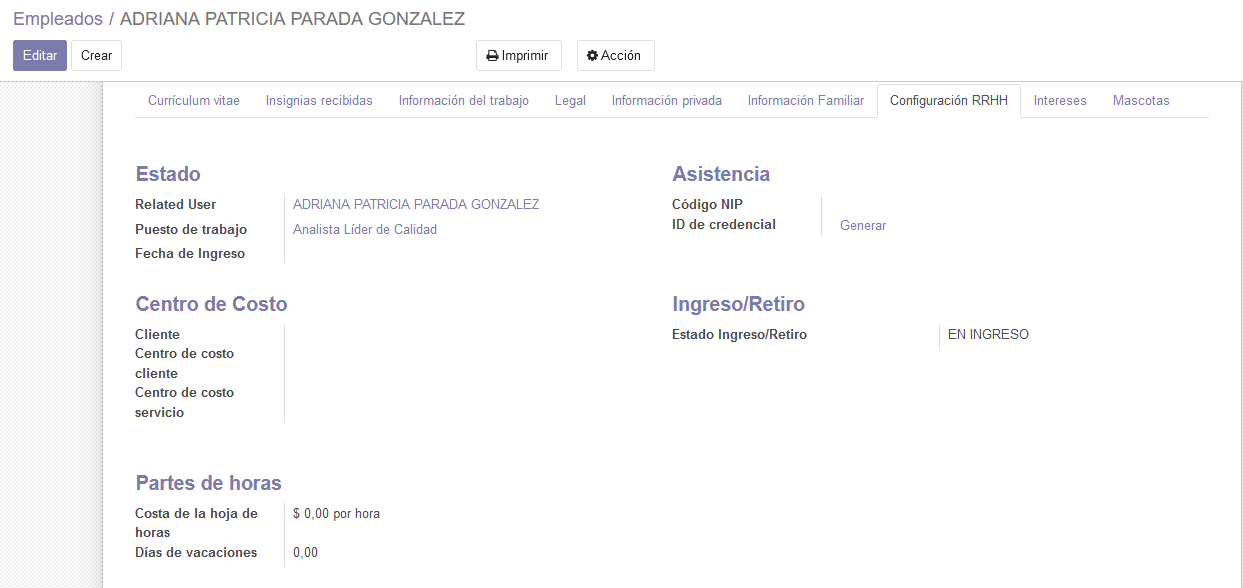 Empleados / ADRIANA PATRICIA PARADA GONZALEZ
Editar Crear Imprimir Acción
Currículum vitae Insignias recibidas Información del trabajo Legal Información privada Información Familiar Configuración RRHH Intereses Mascotas
Estado
Related User ADRIANA PATRICIA PARADA GONZALEZ
Puesto de trabajo Analista Líder de Calidad
Fecha de Ingreso
Asistencia
Código NIP
ID de credencial Generar
Centro de Costo
Cliente
Centro de costo
cliente
Centro de costo
servicio
Ingreso/Retiro
Estado Ingreso/Retiro EN INGRESO
Partes de horas
Costa de la hoja de $ 0,00 por hora
horas
Días de vacaciones 0,00